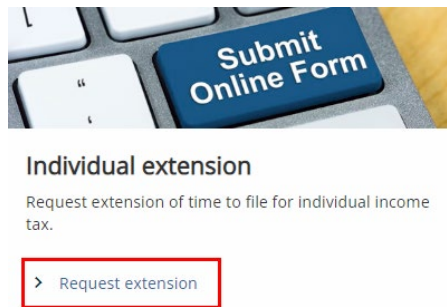 Submit
Online Form
Individual extension
Request extension of time to file for individual income
tax.
> Request extension